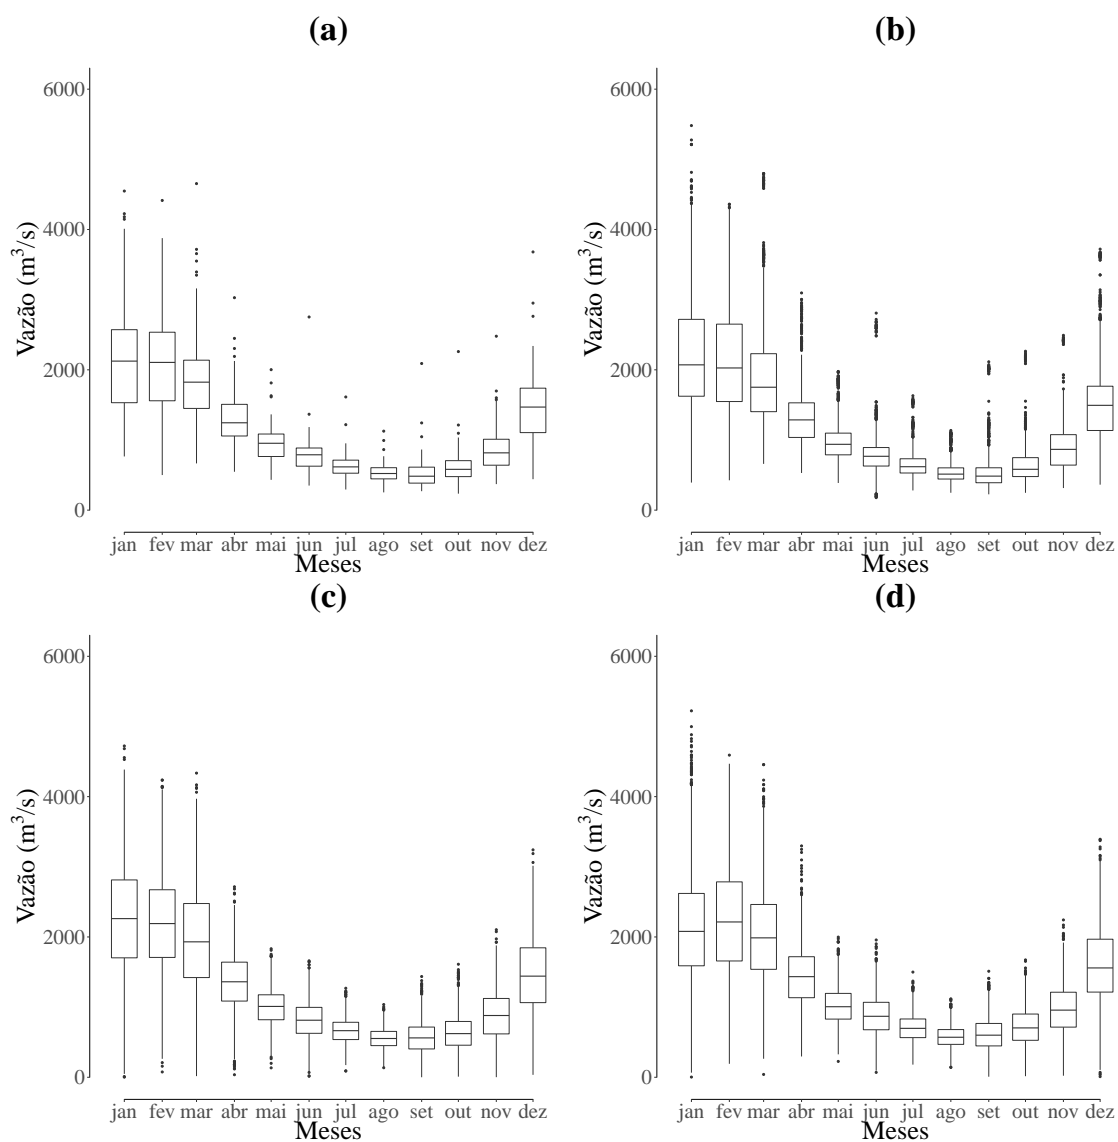 (a)
6000
4000
2000
0
Vazão (m³/s)
jan fev mar abr mai jun jul ago set out nov dez
Meses
(b)
6000
4000
2000
0
Vazão (m³/s)
jan fev mar abr mai jun jul ago set out nov dez
Meses
(c)
6000
4000
2000
0
Vazão (m³/s)
jan fev mar abr mai jun jul ago set out nov dez
Meses
(d)
6000
4000
2000
0
Vazão (m³/s)
jan fev mar abr mai jun jul ago set out nov dez
Meses